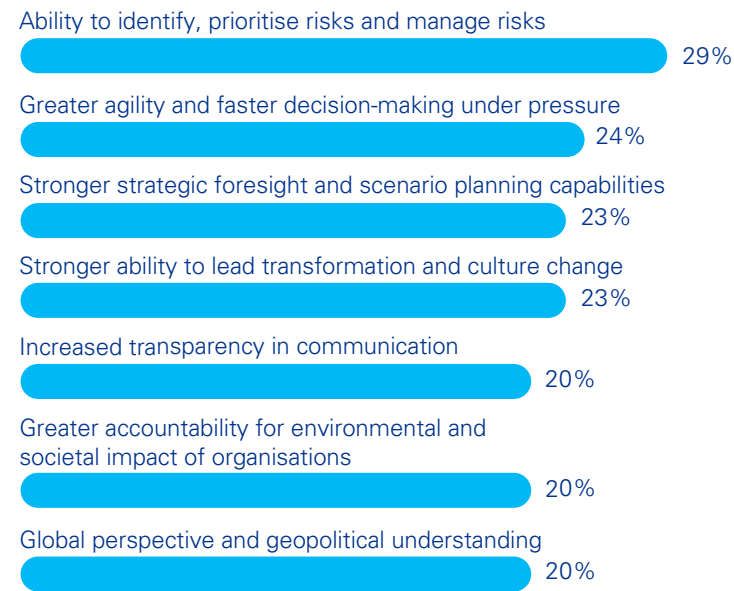 Ability to identify, prioritise risks and manage risks
29%
Greater agility and faster decision-making under pressure
24%
Stronger strategic foresight and scenario planning capabilities
23%
Stronger ability to lead transformation and culture change
23%
Increased transparency in communication
20%
Greater accountability for environmental and
societal impact of organisations
20%
Global perspective and geopolitical understanding
20%